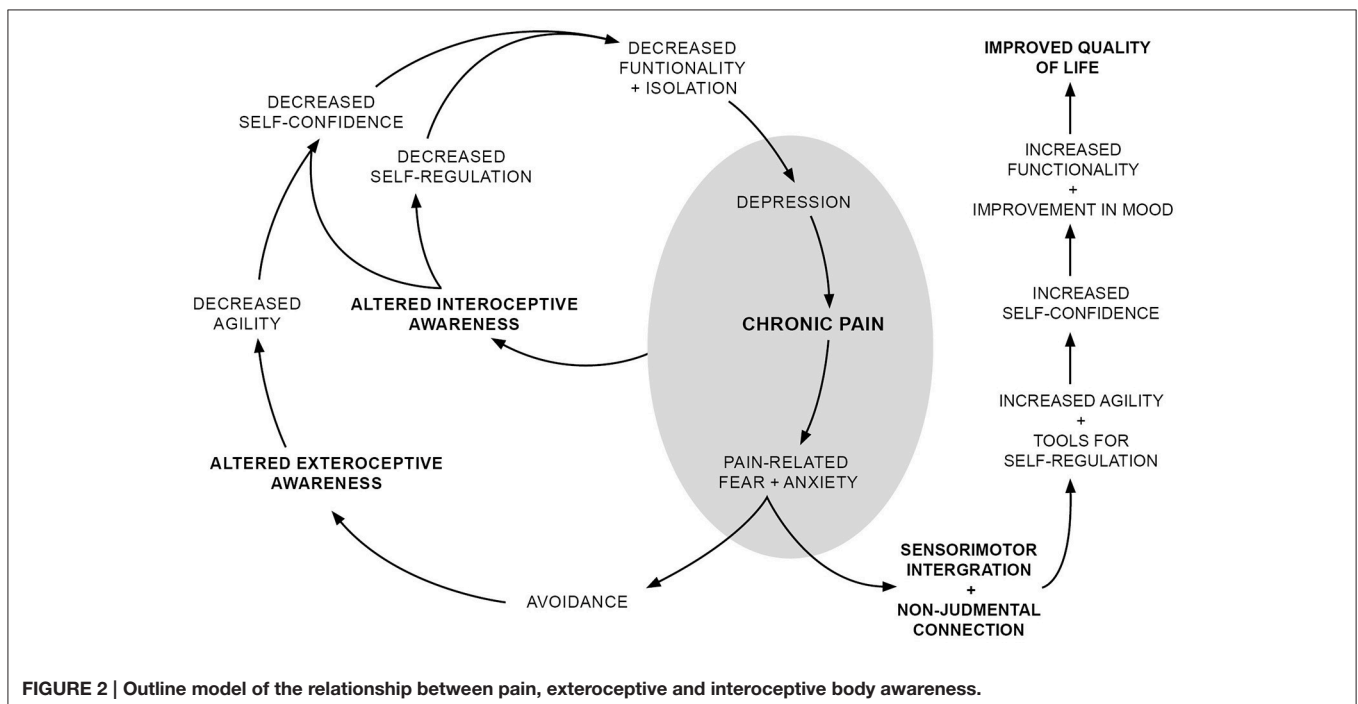 DECREASED
FUNTIONALITY
+ ISOLATION
IMPROVED QUALITY
OF LIFE
DECREASED
SELF-CONFIDENCE
DECREASED
SELF-REGULATION
INCREASED
FUNCTIONALITY
+
IMPROVEMENT IN MOOD
DEPRESSION
DECREASED
AGILITY
ALTERED INTEROCEPTIVE
AWARENESS
CHRONIC PAIN
INCREASED
SELF-CONFIDENCE
INCREASED AGILITY
+
TOOLS FOR
SELF-REGULATION
ALTERED EXTEROCEPTIVE
AWARENESS
PAIN-RELATED
FEAR + ANXIETY
AVOIDANCE
SENSORIMOTOR
INTERGRATION
+
NON-JUDMENTAL
CONNECTION
FIGURE 2 | Outline model of the relationship between pain, exteroceptive and interoceptive body awareness.